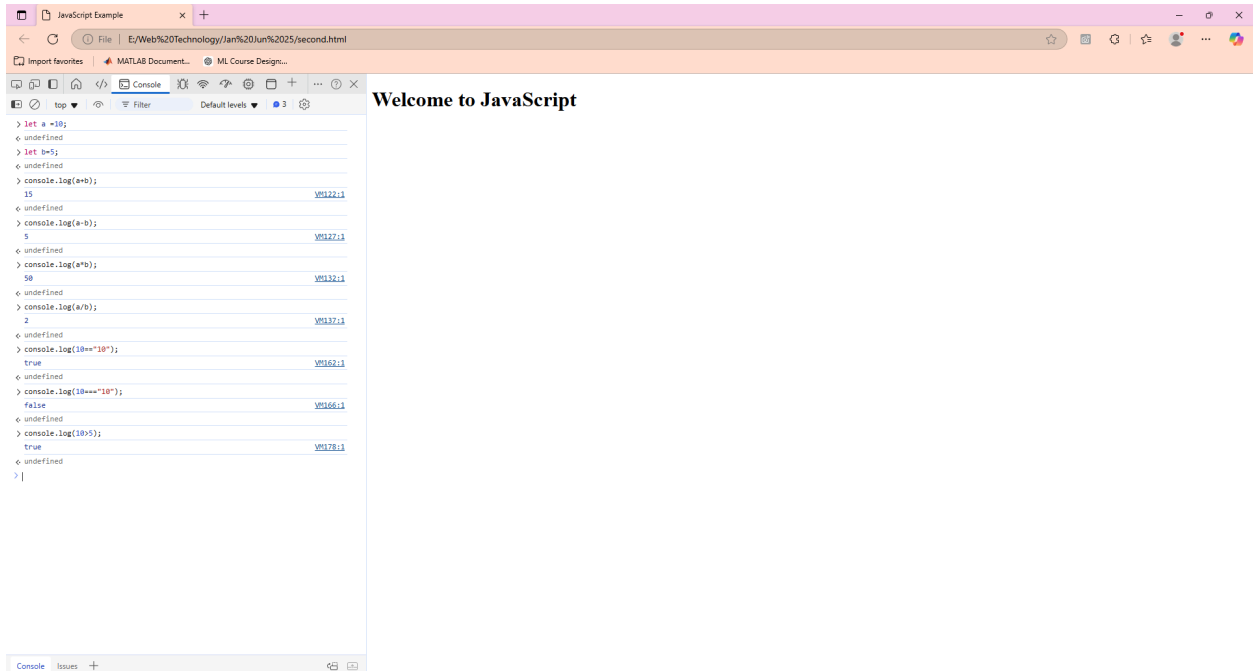 JavaScript Example
File E:/Web%20Technology/Jan%20Jun%2025/second.html
Import favorites MATLAB Document... ML Course Design:...
Console
top Filter Default levels 3
> let a =10;
undefined
> let b=5;
undefined
> console.log(a+b);
15 VM122:1
undefined
> console.log(a-b);
5 VM127:1
undefined
> console.log(a*b);
50 VM132:1
undefined
> console.log(a/b);
2 VM137:1
undefined
> console.log(10=="10");
true VM162:1
undefined
> console.log(10==="10");
false VM166:1
undefined
> console.log(10>5);
true VM178:1
undefined
>
Console Issues
Welcome to JavaScript